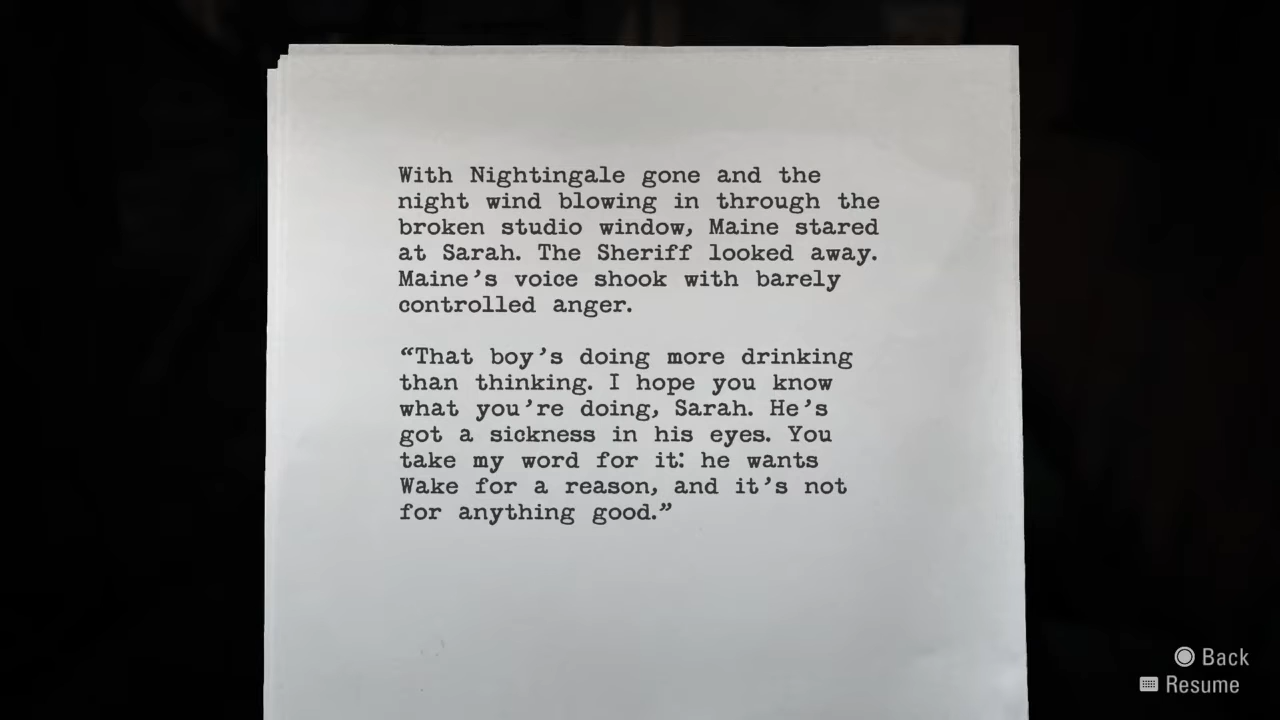 With Nightingale gone and the
night wind blowing in through the
broken studio window, Maine stared
at Sarah. The Sheriff looked away.
Maine’s voice shook with barely
controlled anger.
“That boy’s doing more drinking
than thinking. I hope you know
what you’re doing, Sarah. He’s
got a sickness in his eyes. You
take my word for it: he wants
Wake for a reason, and it’s not
for anything good.”
Back
Resume